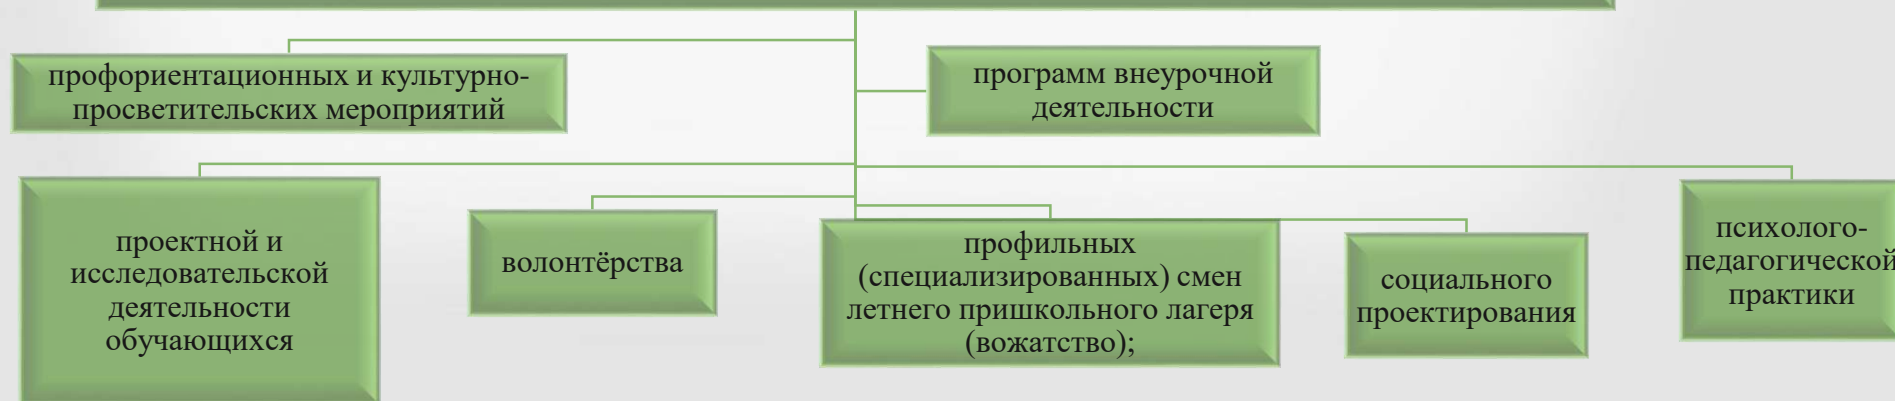 профориентационных и культурно-
просветительских мероприятий
программ внеурочной
деятельности
проектной и
исследовательской
деятельности
обучающихся
волонтёрства
профильных
(специализированных) смен
летнего пришкольного лагеря
(вожатство);
социального
проектирования
психолого-
педагогической
практики